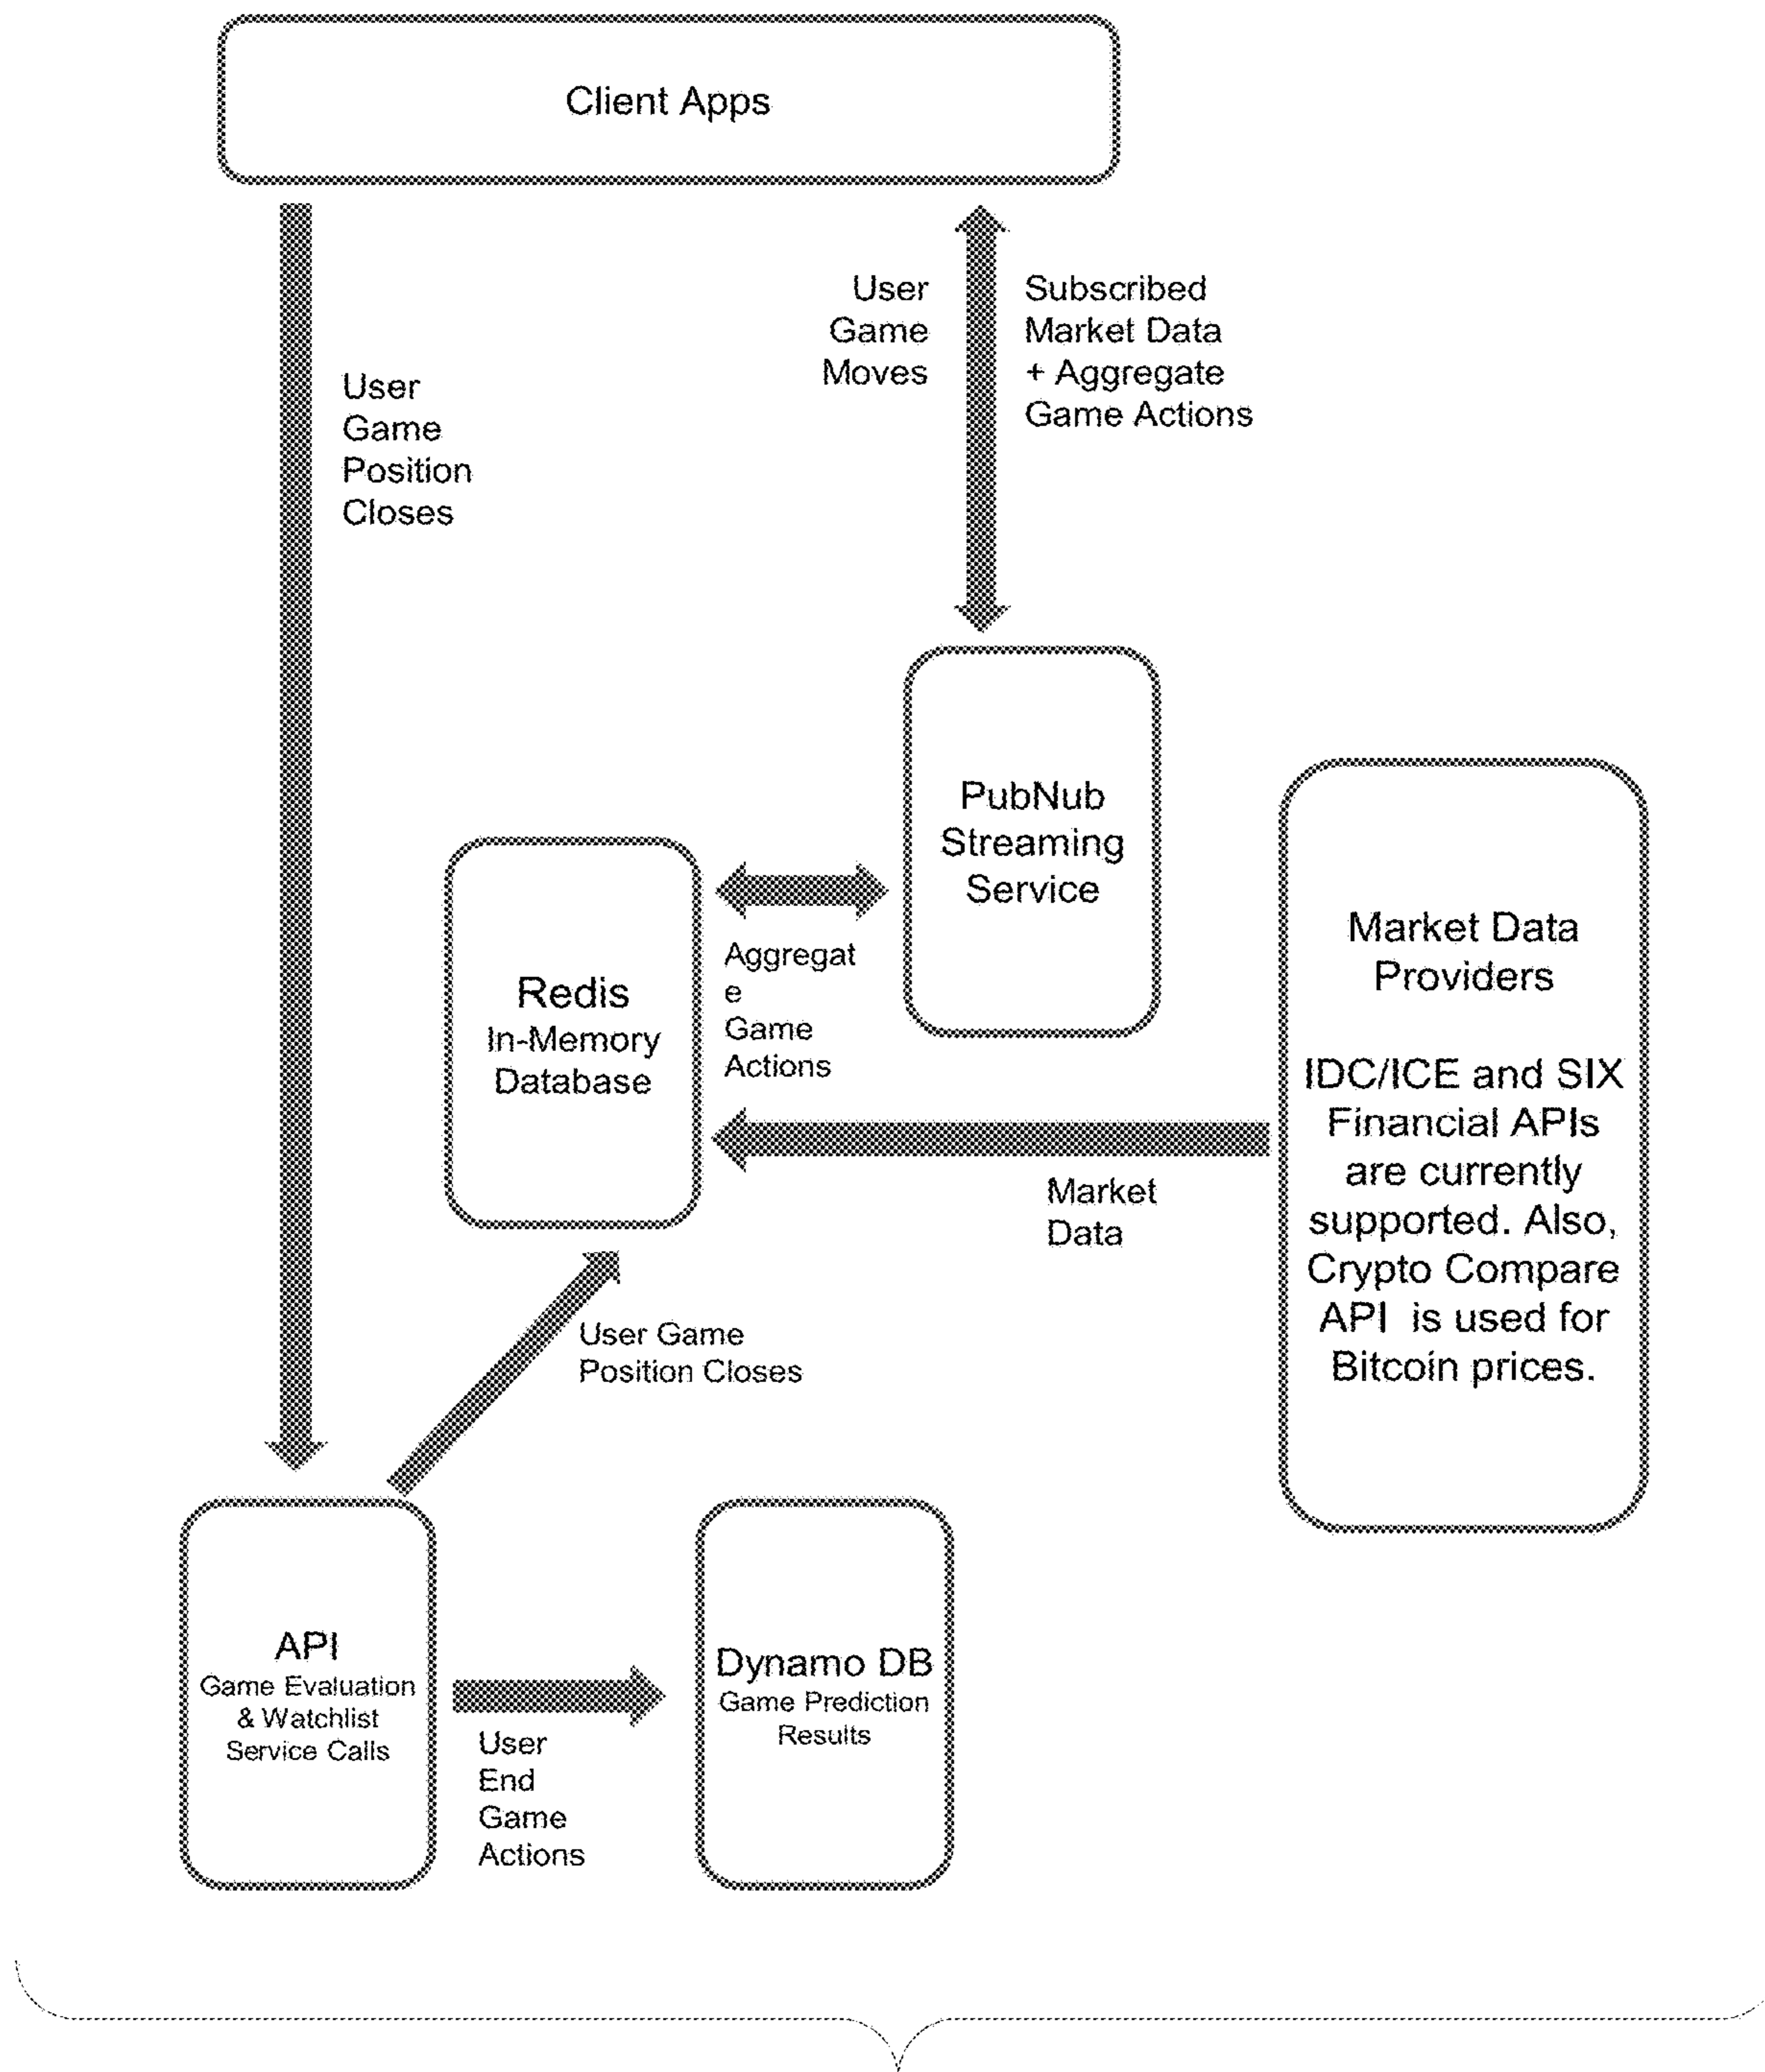 Client Apps
User
Game
Moves
Subscribed
Market Data
+ Aggregate
Game Actions
User
Game
Position
Closes
PubNub
Streaming
Service
Redis
In-Memory
Database
Aggregat
e
Game
Actions
Market Data
Providers
IDC/ICE and SIX
Financial APIs
are currently
supported. Also,
Crypto Compare
API is used for
Bitcoin prices.
Market
Data
User Game
Position Closes
API
Game Evaluation
& Watchlist
Service Calls
User
End
Game
Actions
Dynamo DB
Game Prediction
Results